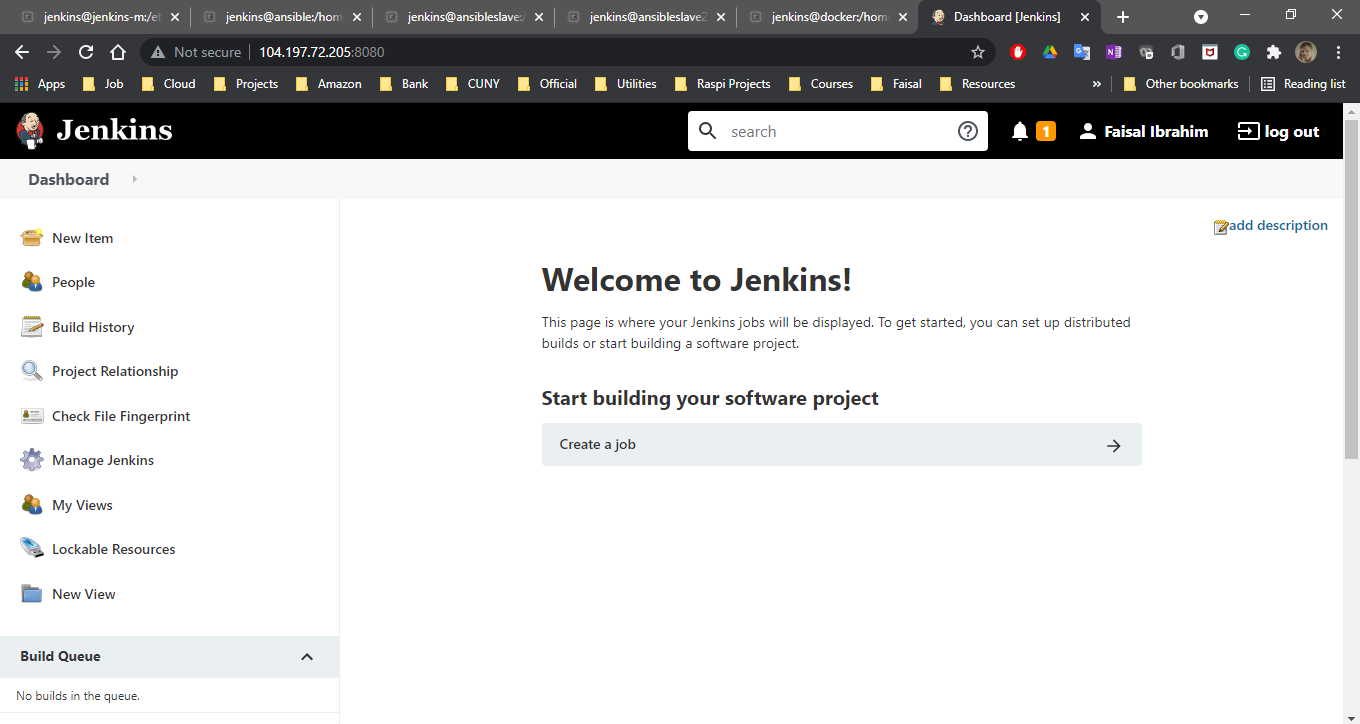 jenkins@jenkins-m:/et
jenkins@ansible:/hom
jenkins@ansibleslave:/
jenkins@ansibleslave2
jenkins@docker:/hom
Dashboard [Jenkins]
Not secure
104.197.72.205:8080
Apps
Job
Cloud
Projects
Amazon
Bank
CUNY
Official
Utilities
Raspi Projects
Courses
Faisal
Resources
»
Other bookmarks
Reading list
Jenkins
search
1
Faisal Ibrahim
log out
Dashboard
New Item
People
Build History
Project Relationship
Check File Fingerprint
Manage Jenkins
My Views
Lockable Resources
New View
Build Queue
No builds in the queue.
add description
Welcome to Jenkins!
This page is where your Jenkins jobs will be displayed. To get started, you can set up distributed
builds or start building a software project.
Start building your software project
Create a job